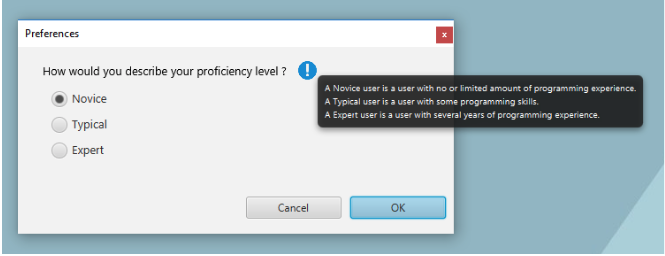 Preferences
x
How would you describe your proficiency level ?
!
A Novice user is a user with no or limited amount of programming experience.
A Typical user is a user with some programming skills.
A Expert user is a user with several years of programming experience.
Novice
Typical
Expert
Cancel
OK